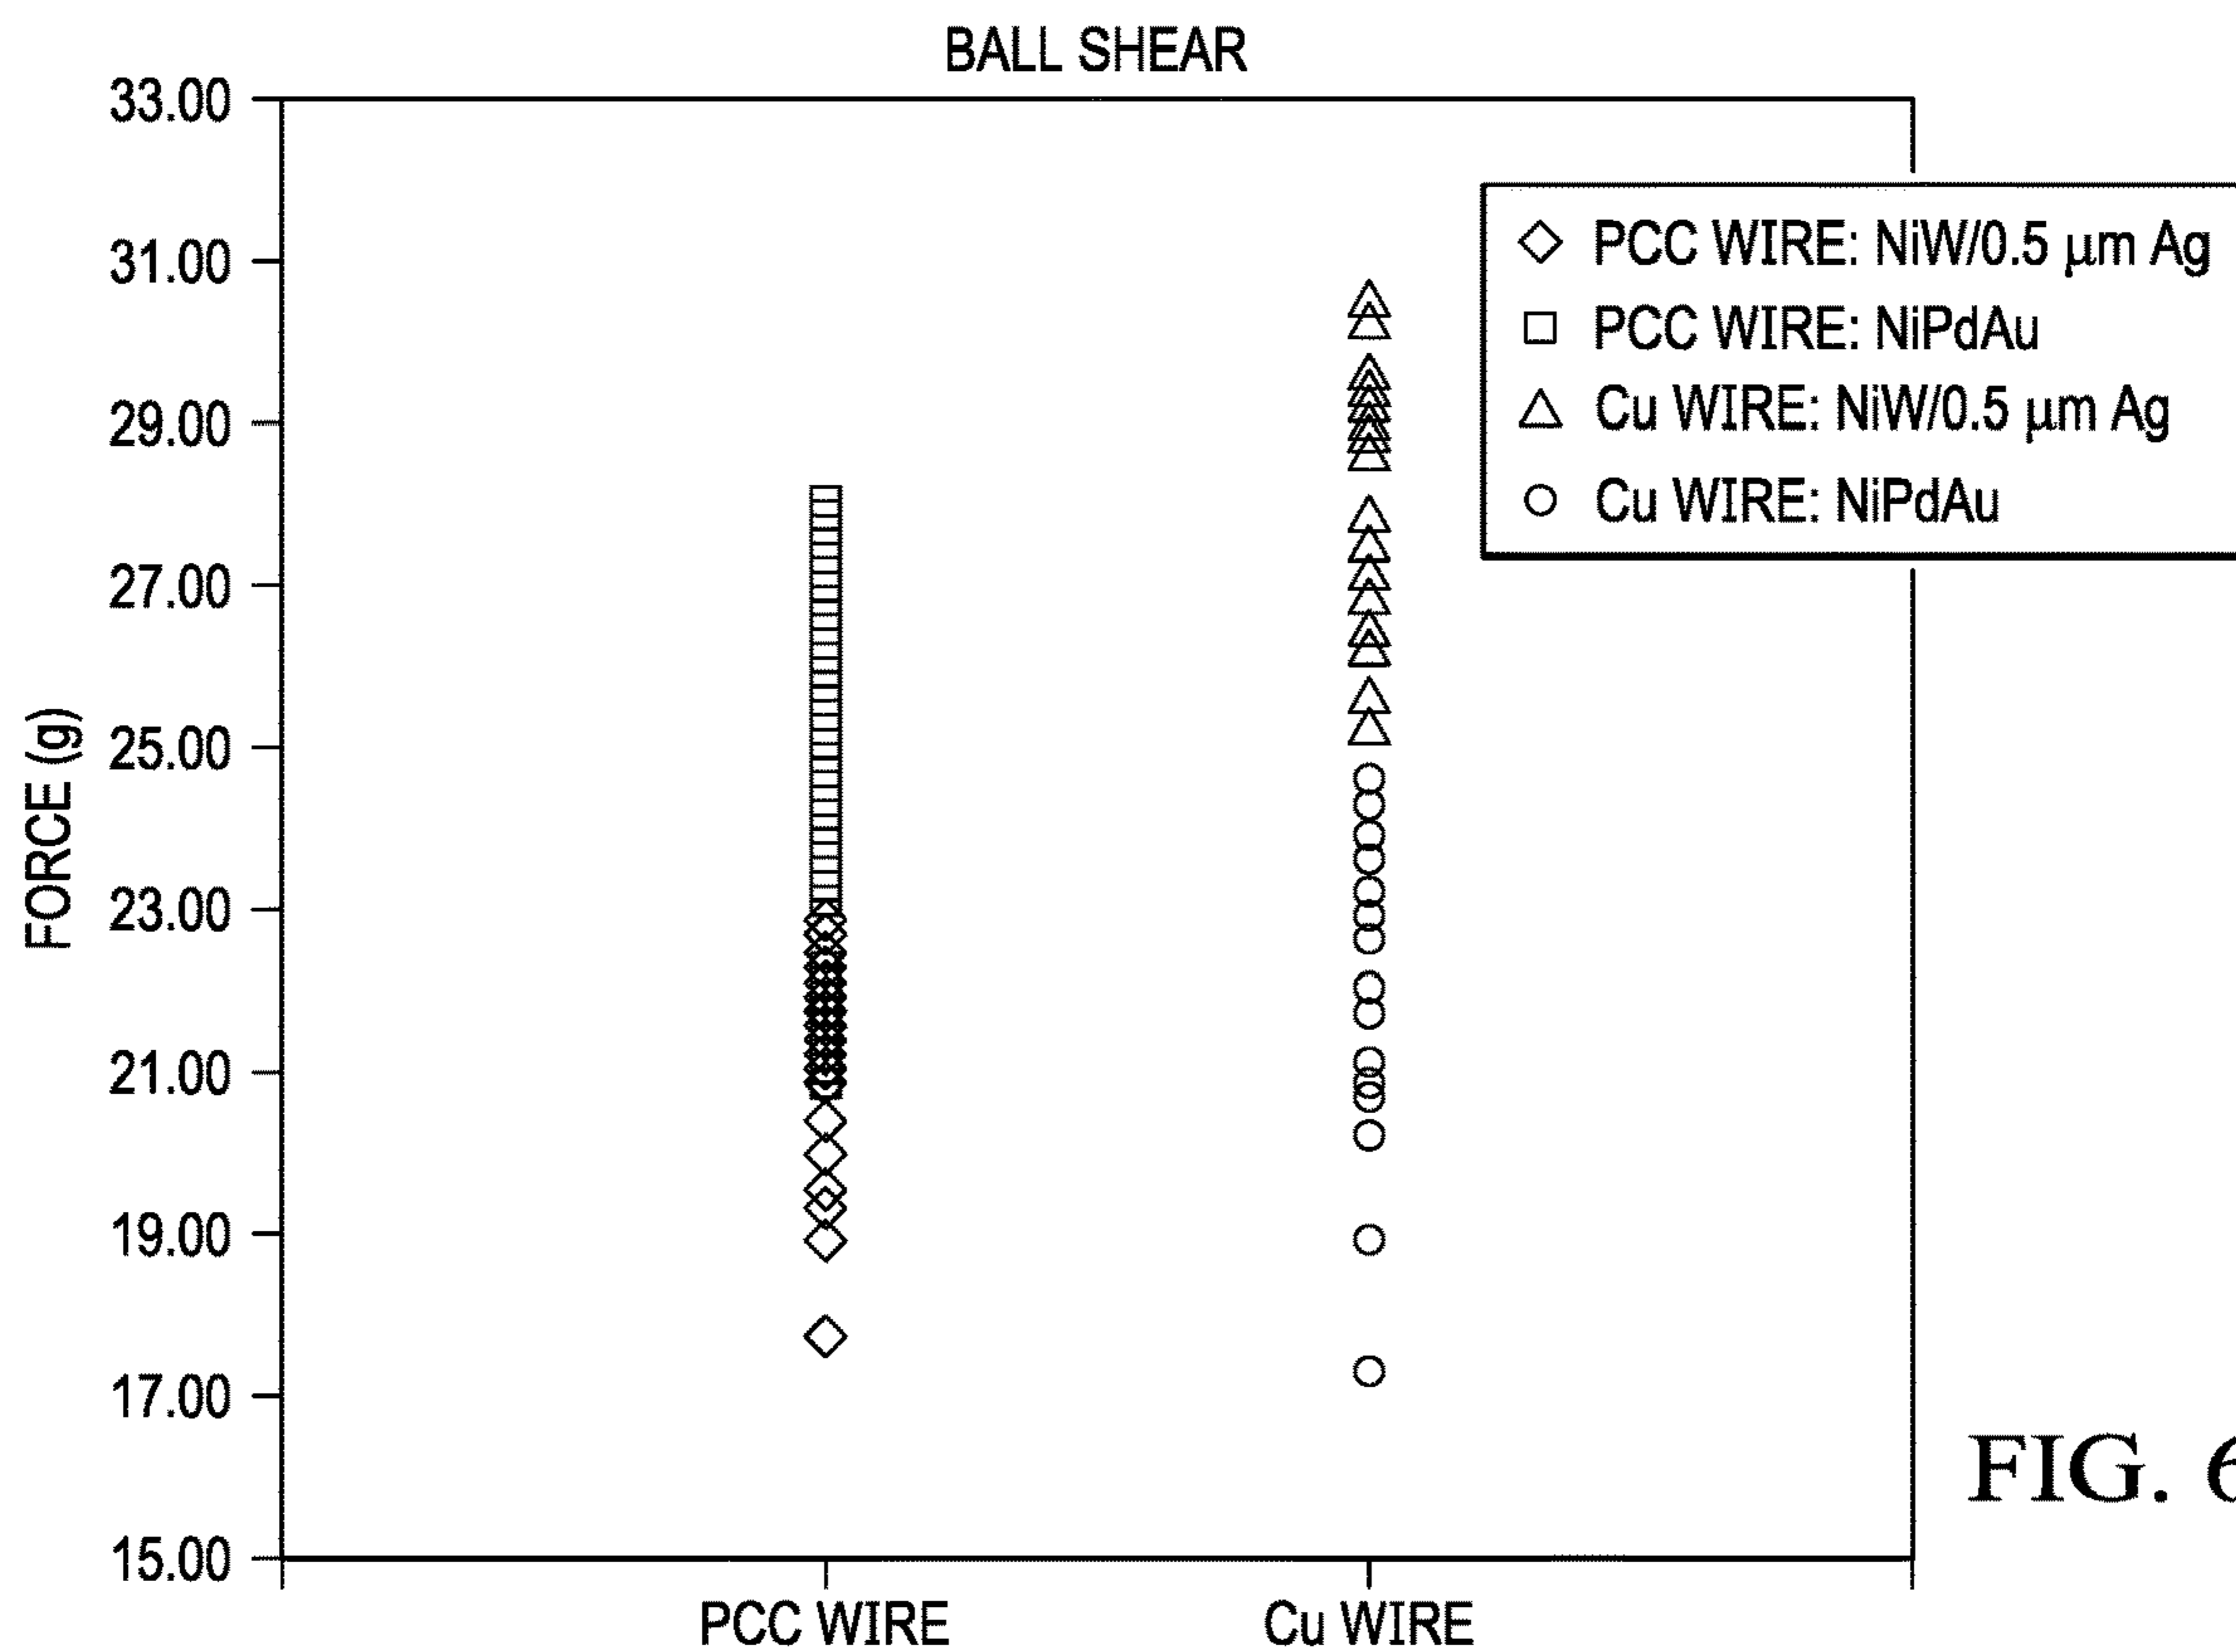 BALL SHEAR
33.00
31.00
29.00
27.00
25.00
23.00
21.00
19.00
17.00
15.00
FORCE (g)
PCC WIRE: NiW/0.5 µm Ag
PCC WIRE: NiPdAu
Cu WIRE: NiW/0.5 µm Ag
Cu WIRE: NiPdAu
PCC WIRE
Cu WIRE
FIG. 6